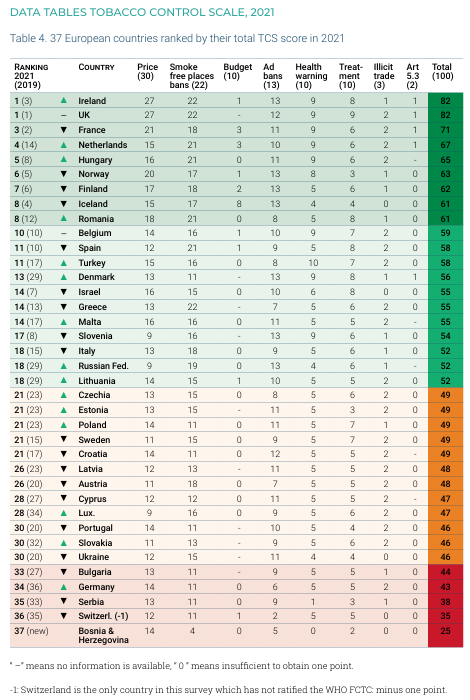 DATA TABLES TOBACCO CONTROL SCALE, 2021
Table 4. 37 European countries ranked by their total TCS score in 2021
RANKING 2021 (2019) COUNTRY Price (30) Smoke free places bans (22) Budget (10) Ad bans (13) Health warning (10) Treat-ment (10) Illicit trade (3) Art 5.3 (2) Total (100)
1 (3) ▲ Ireland 27 22 1 13 9 8 1 1 82
1 (1) – UK 27 22 - 12 9 9 2 1 82
3 (2) ▼ France 21 18 3 11 9 6 2 1 71
4 (14) ▲ Netherlands 15 21 3 10 9 6 2 1 67
5 (8) ▲ Hungary 16 21 0 11 9 6 2 - 65
6 (5) ▼ Norway 20 17 1 13 8 3 1 0 63
7 (6) ▼ Finland 17 18 2 13 5 6 1 0 62
8 (4) ▼ Iceland 15 17 8 13 4 4 0 0 61
8 (12) ▲ Romania 18 21 0 8 5 8 1 0 61
10 (10) – Belgium 14 16 1 10 9 7 2 0 59
11 (10) ▼ Spain 12 21 1 9 5 8 2 0 58
11 (17) ▲ Turkey 15 16 0 8 10 7 2 0 58
13 (29) ▲ Denmark 13 11 - 13 9 8 1 1 56
14 (7) ▼ Israel 16 15 0 10 6 8 0 0 55
14 (13) ▼ Greece 13 22 - 7 5 6 2 0 55
14 (17) ▲ Malta 16 16 0 11 5 5 2 - 55
17 (8) ▼ Slovenia 9 16 - 13 9 6 1 0 54
18 (15) ▼ Italy 13 18 0 9 5 6 1 0 52
18 (29) ▲ Russian Fed. 9 19 0 13 4 6 1 - 52
18 (29) ▲ Lithuania 14 15 1 10 5 5 2 0 52
21 (23) ▲ Czechia 13 15 0 8 5 6 2 0 49
21 (23) ▲ Estonia 13 15 - 11 5 3 2 0 49
21 (23) ▲ Poland 14 11 0 11 5 7 1 0 49
21 (15) ▼ Sweden 11 15 0 9 5 7 2 0 49
21 (17) ▼ Croatia 14 11 0 12 5 5 2 - 49
26 (23) ▼ Latvia 12 13 - 11 5 5 2 0 48
26 (20) ▼ Austria 11 18 0 7 5 5 2 0 48
28 (27) ▼ Cyprus 12 12 0 11 5 5 2 - 47
28 (34) ▲ Lux. 9 16 0 9 5 6 2 0 47
30 (20) ▼ Portugal 14 11 - 10 5 4 2 0 46
30 (32) ▲ Slovakia 13 11 - 11 5 4 2 0 46
30 (20) ▼ Ukraine 12 15 - 11 4 4 0 0 46
33 (27) ▼ Bulgaria 13 11 - 9 5 5 1 0 44
34 (36) ▲ Germany 14 11 0 6 5 5 2 0 43
35 (33) ▼ Serbia 13 11 0 9 1 3 1 0 38
36 (35) ▼ Switzerl. (-1) 12 11 1 2 5 5 0 0 35
37 (new) Bosnia & Herzegovina 14 4 0 5 0 2 0 0 25
" –" means no information is available, " 0 " means insufficient to obtain one point.
-1: Switzerland is the only country in this survey which has not ratified the WHO FCTC: minus one point.